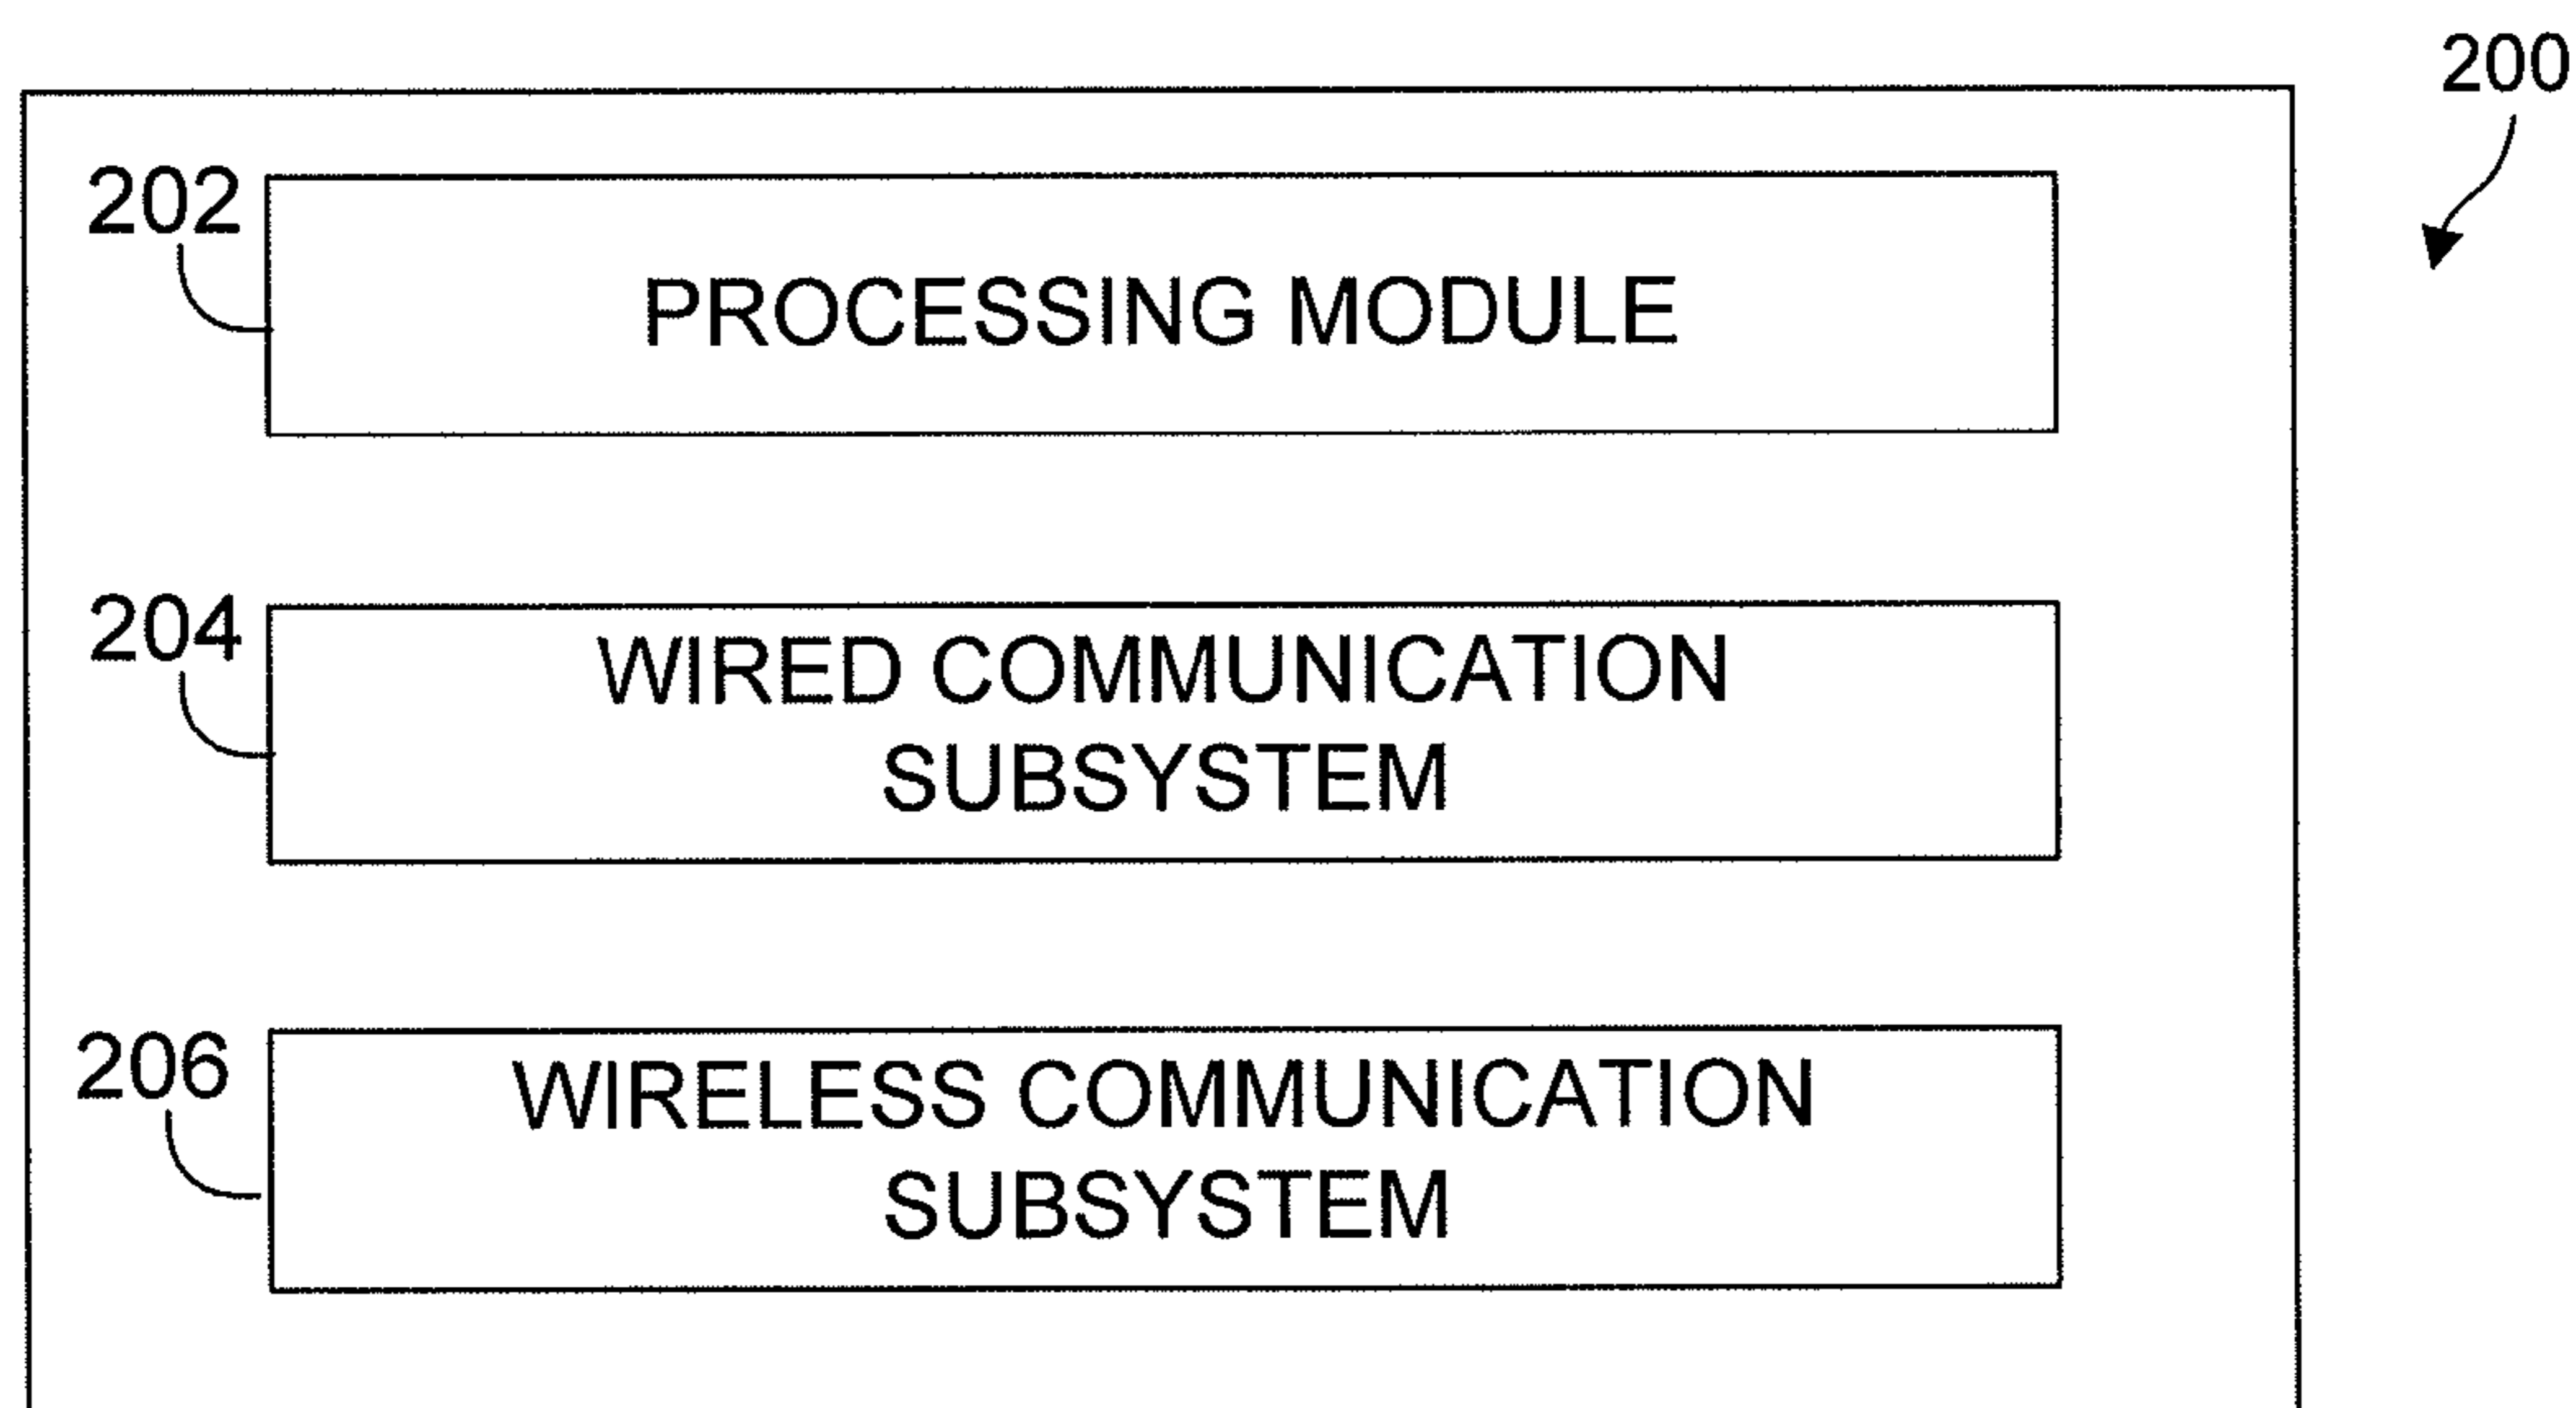 200
202
PROCESSING MODULE
204
WIRED COMMUNICATION
SUBSYSTEM
206
WIRELESS COMMUNICATION
SUBSYSTEM